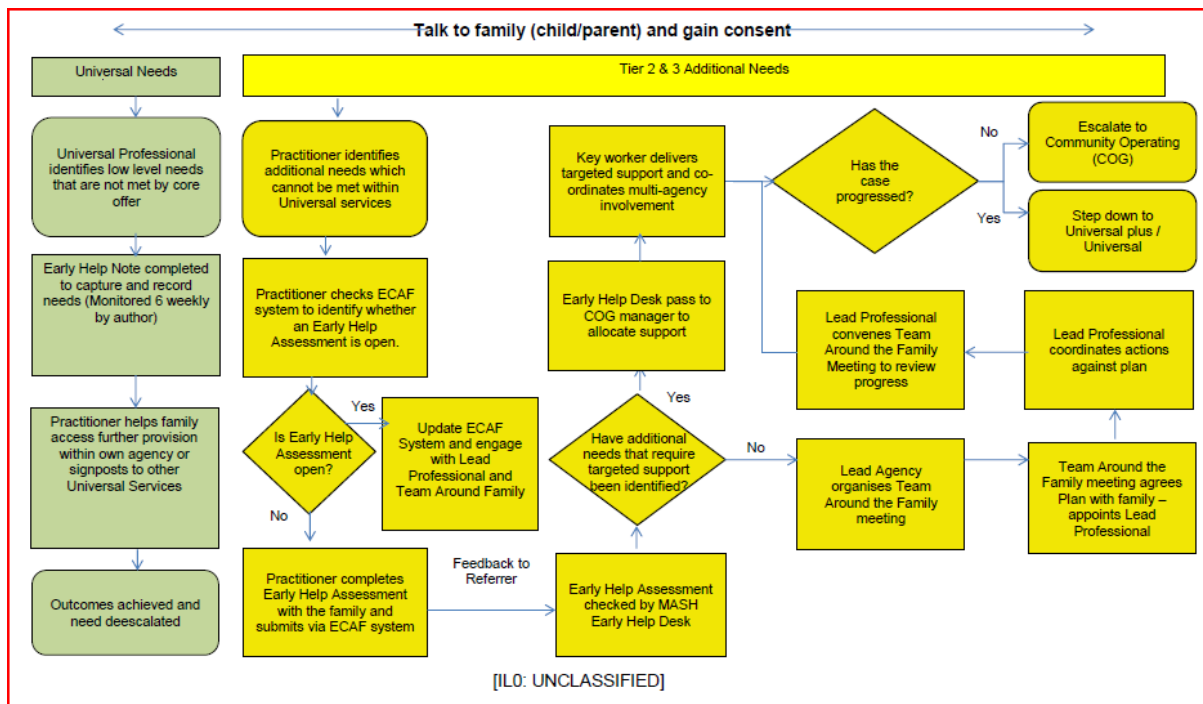 Talk to family (child/parent) and gain consent
Universal Needs
Tier 2 & 3 Additional Needs
Universal Professional
identifies low level needs
that are not met by core
offer
Early Help Note completed
to capture and record
needs (Monitored 6 weekly
by author)
Practitioner helps family
access further provision
within own agency or
signposts to other
Universal Services
Outcomes achieved and
need deescalated
Practitioner identifies
additional needs which
cannot be met within
Universal services
Practitioner checks ECAF
system to identify whether
an Early Help
Assessment is open.
Is Early Help
Assessment
open?
Yes
Update ECAF
System and engage
with Lead
Professional and
Team Around Family
No
Practitioner completes
Early Help Assessment
with the family and
submits via ECAF system
Feedback to
Referrer
Early Help Assessment
checked by MASH
Early Help Desk
Have additional
needs that require
targeted support
been identified?
Yes
Early Help Desk pass to
COG manager to
allocate support
Key worker delivers
targeted support and co-
ordinates multi-agency
involvement
No
Lead Agency
organises Team
Around the Family
meeting
Team Around the
Family meeting agrees
Plan with family –
appoints Lead
Professional
Lead Professional
coordinates actions
against plan
Lead Professional
convenes Team
Around the Family
Meeting to review
progress
Has the
case
progressed?
No
Escalate to
Community Operating
(COG)
Yes
Step down to
Universal plus /
Universal
[IL0: UNCLASSIFIED]